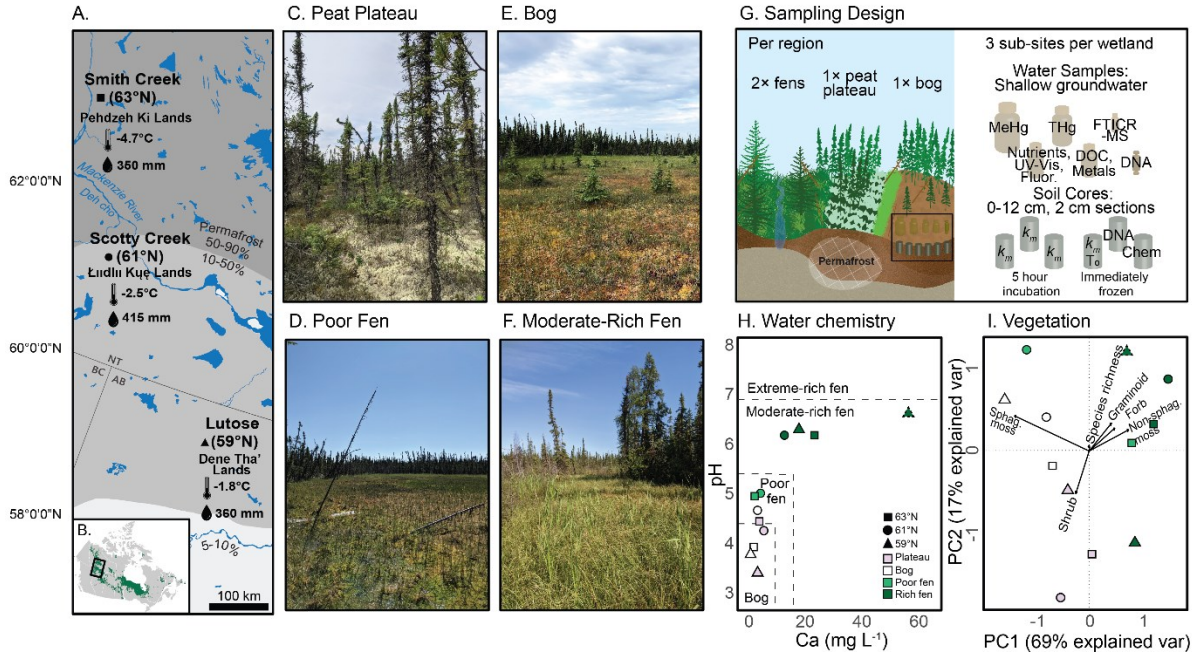 A.
Smith Creek
(63°N)
Pehdzeh Ki Lands
-4.7°C
350 mm
62°0'0"N
Mackenzie River
Deh cho
Permafrost
50-90%
10-50%
Scotty Creek
(61°N)
Łııdlıı Kųę Lands
-2.5°C
415 mm
60°0'0"N
NT
BC
AB
Lutose
(59°N)
Dene Tha'
Lands
-1.8°C
360 mm
58°0'0"N
5-10%
B.
100 km
C. Peat Plateau
E. Bog
D. Poor Fen
F. Moderate-Rich Fen
G. Sampling Design
Per region
2× fens
1× peat
plateau
1× bog
Permafrost
3 sub-sites per wetland
Water Samples:
Shallow groundwater
MeHg
THg
FTICR
-MS
Nutrients,
UV-Vis,
Fluor.
DOC,
Metals
DNA
Soil Cores:
0-12 cm, 2 cm sections
km
km
km
km
T0
DNA
Chem
5 hour
incubation
Immediately
frozen
H. Water chemistry
8
7
6
5
4
3
pH
Extreme-rich fen
Moderate-rich fen
Poor
fen
Bog
63°N
61°N
59°N
Plateau
Bog
Poor fen
Rich fen
0
20
40
60
Ca (mg L-1)
I. Vegetation
PC2 (17% explained var)
1
0
-1
Sphag.
moss
Species richness
Graminoid
Forb
Non-sphag.
moss
Shrub
-1
0
1
PC1 (69% explained var)